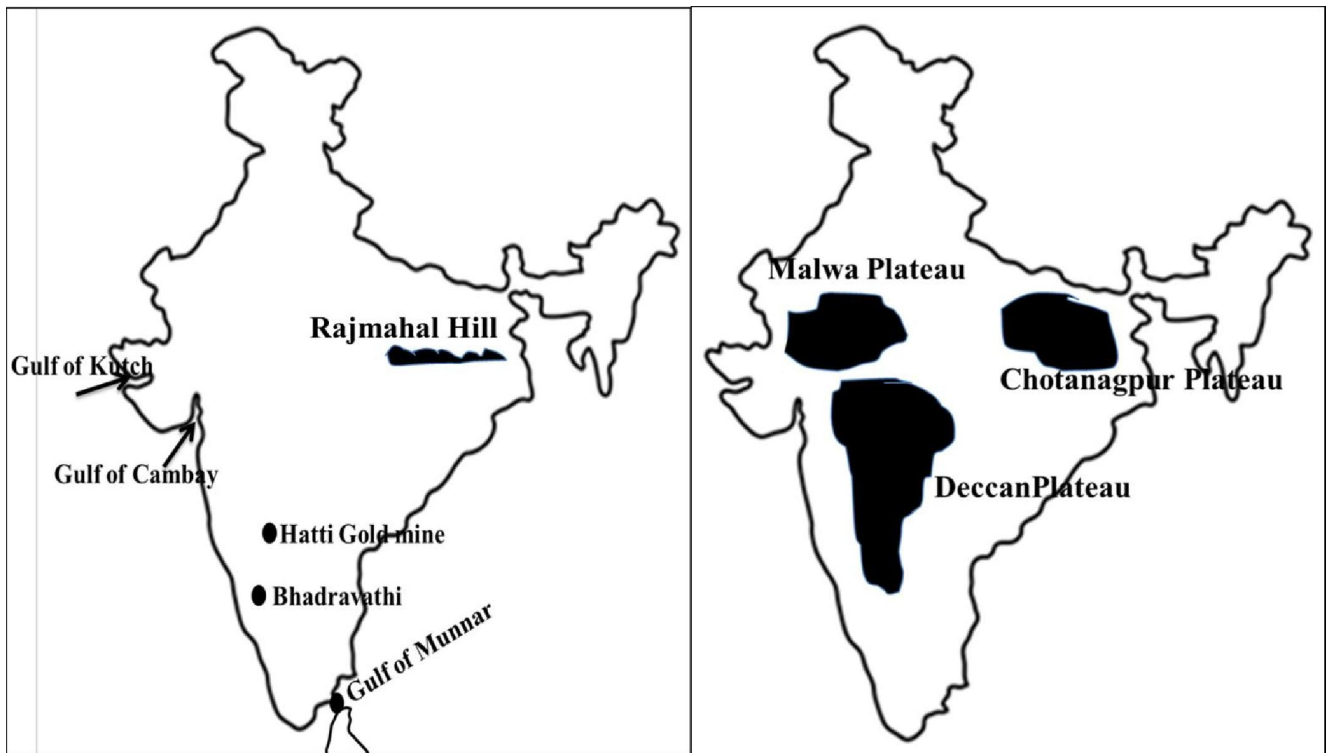 Rajmahal Hill
Gulf of Kutch
Gulf of Cambay
Hatti Gold mine
Bhadravathi
Gulf of Munnar
Malwa Plateau
Chotanagpur Plateau
DeccanPlateau